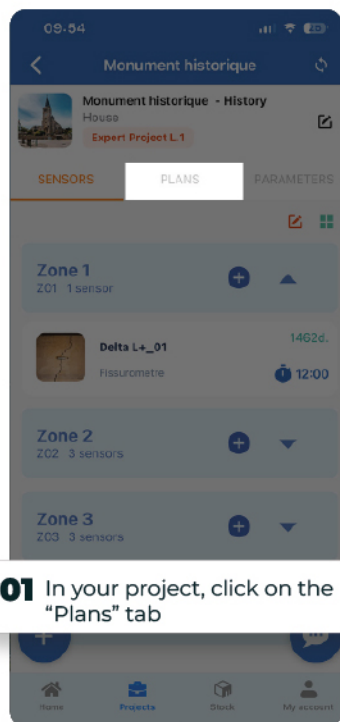 09:54
Monument historique
Monument historique - History
House
Expert Project L.1
SENSORS PLANS PARAMETERS
Zone 1
Z01 1 sensor
Delta L+_01
Fissurometre
1462d.
12:00
Zone 2
Z02 3 sensors
Zone 3
Z03 3 sensors
01 In your project, click on the
“Plans” tab
Home Projects Stock My account